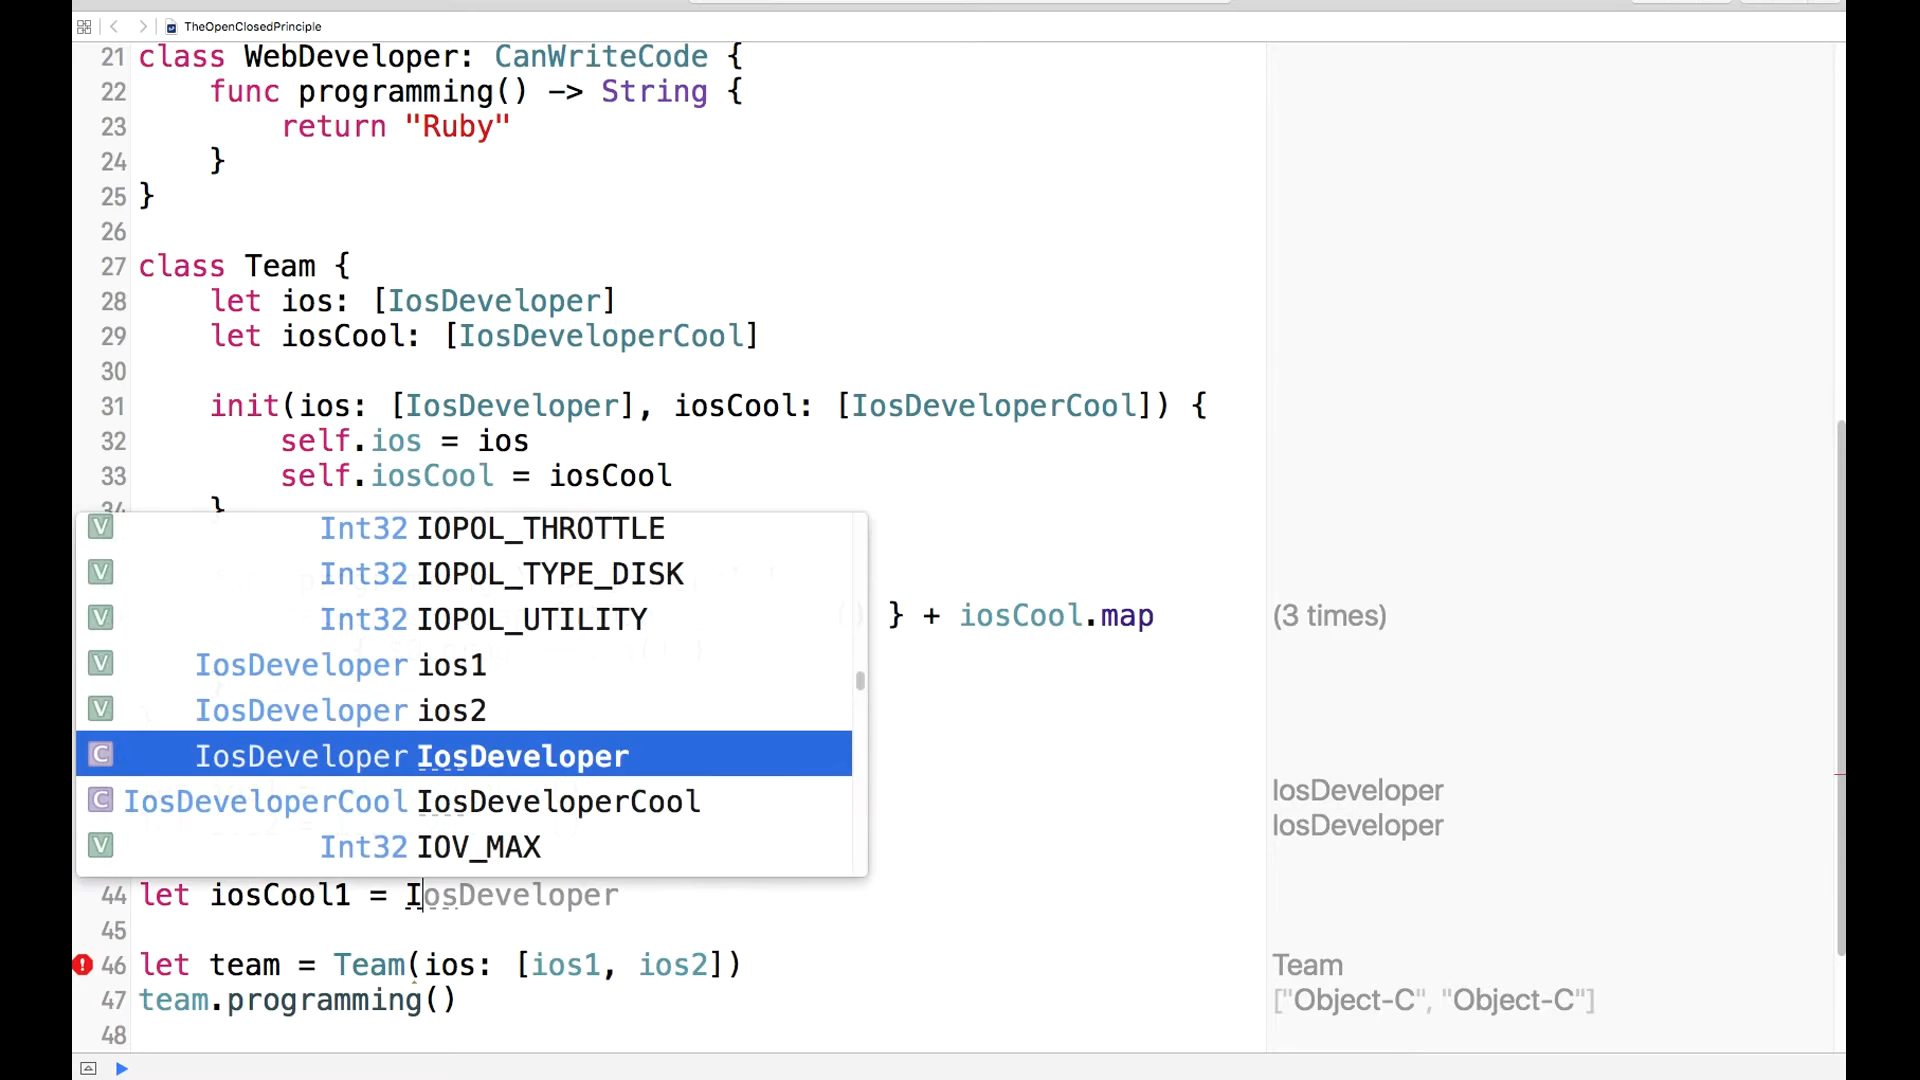 TheOpenClosedPrinciple
21 class WebDeveloper: CanWriteCode {
22 func programming() -> String {
23 return "Ruby"
24 }
25 }
26
27 class Team {
28 let ios: [IosDeveloper]
29 let iosCool: [IosDeveloperCool]
30
31 init(ios: [IosDeveloper], iosCool: [IosDeveloperCool]) {
32 self.ios = ios
33 self.iosCool = iosCool
34 }
V Int32 IOPOL_THROTTLE
V Int32 IOPOL_TYPE_DISK
V Int32 IOPOL_UTILITY
} + iosCool.map (3 times)
V IosDeveloper ios1
V IosDeveloper ios2
C IosDeveloper IosDeveloper
IosDeveloper
C IosDeveloperCool IosDeveloperCool
IosDeveloper
V Int32 IOV_MAX
44 let iosCool1 = IosDeveloper
45
46 let team = Team(ios: [ios1, ios2]) Team
47 team.programming() ["Object-C", "Object-C"]
48